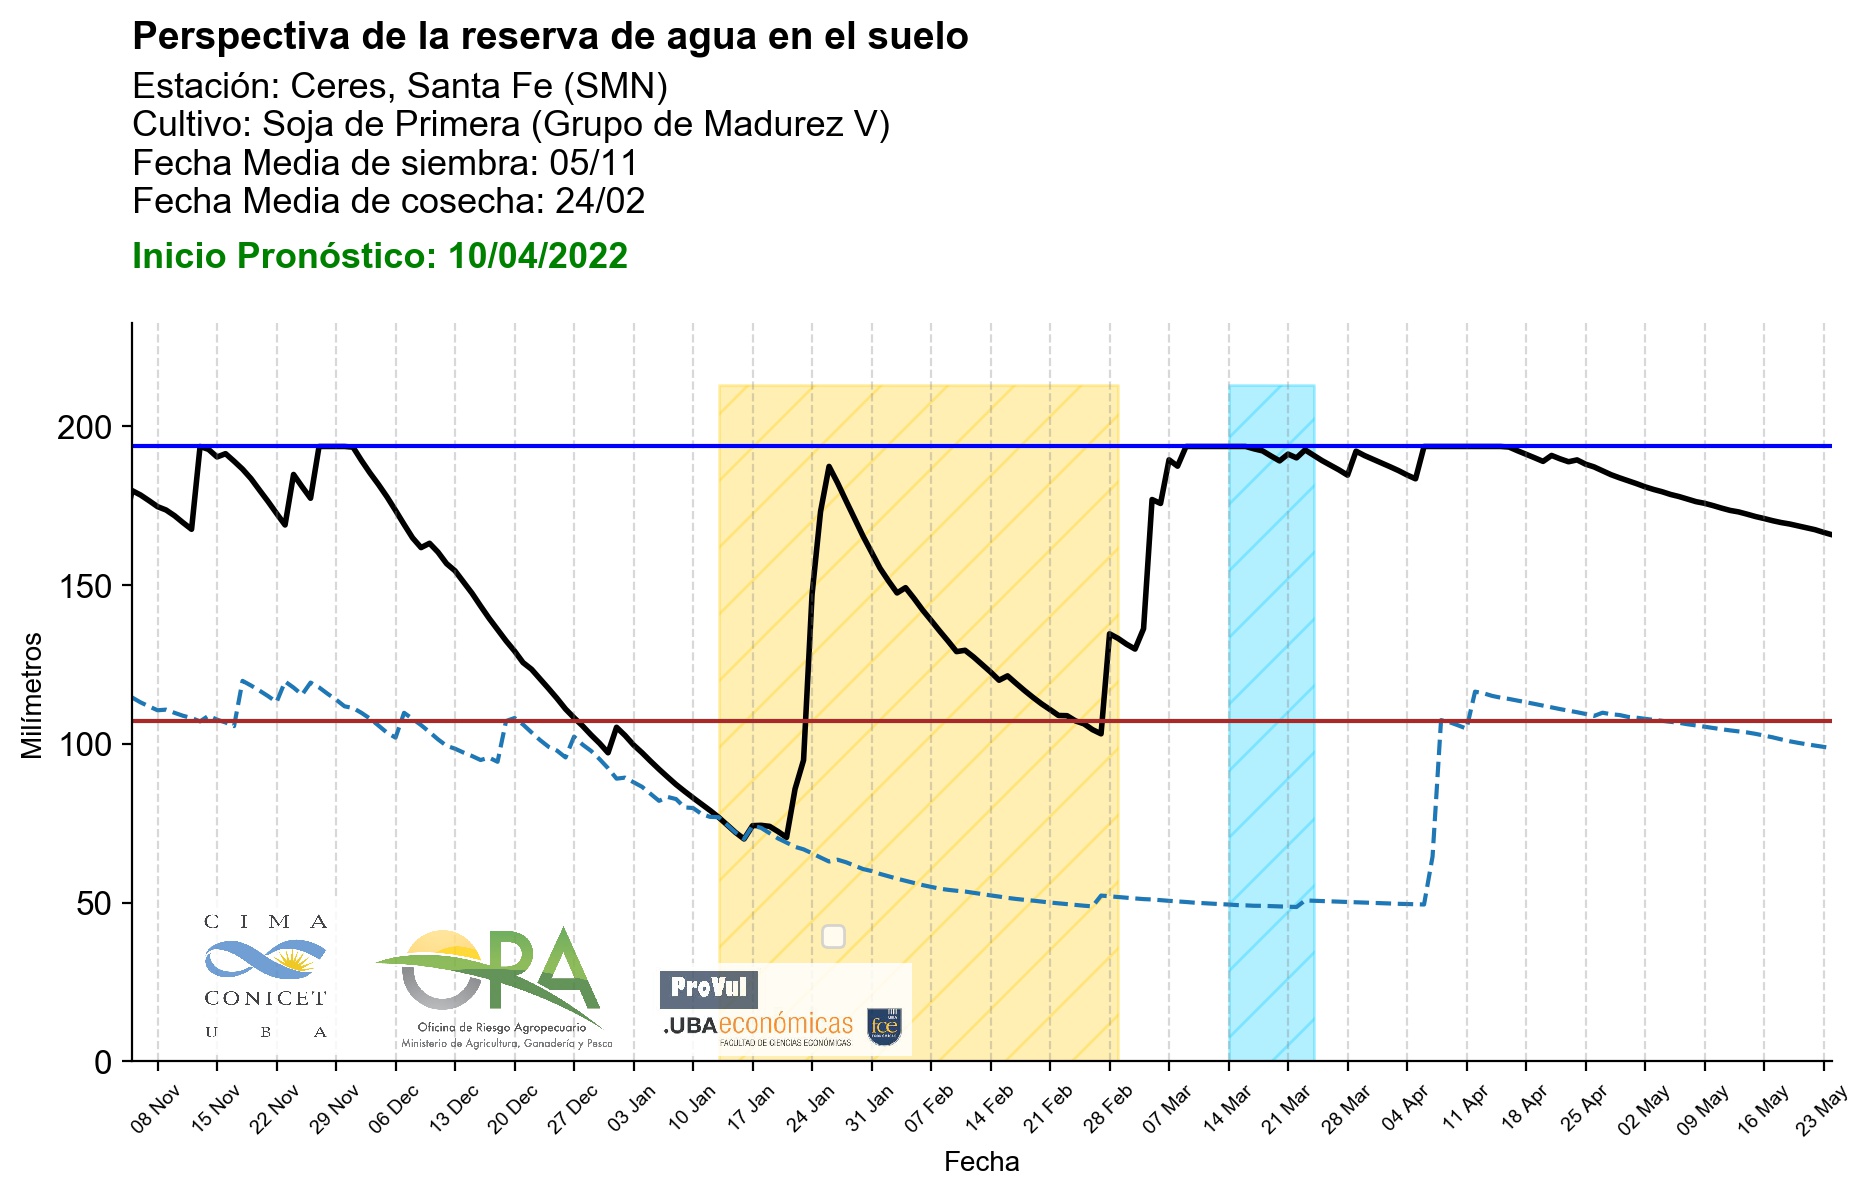 Perspectiva de la reserva de agua en el suelo
Estación: Ceres, Santa Fe (SMN)
Cultivo: Soja de Primera (Grupo de Madurez V)
Fecha Media de siembra: 05/11
Fecha Media de cosecha: 24/02
Inicio Pronóstico: 10/04/2022
Milímetros
200
150
100
50
0
C I M A
CONICET
U B A
ORA
Oficina de Riesgo Agropecuario
Ministerio de Agricultura, Ganadería y Pesca
ProVul
.UBAeconómicas
FACULTAD DE CIENCIAS ECONÓMICAS
fce
08 Nov
15 Nov
22 Nov
29 Nov
06 Dec
13 Dec
20 Dec
27 Dec
03 Jan
10 Jan
17 Jan
24 Jan
31 Jan
07 Feb
14 Feb
21 Feb
28 Feb
07 Mar
14 Mar
21 Mar
28 Mar
04 Apr
11 Apr
18 Apr
25 Apr
02 May
09 May
16 May
23 May
Fecha